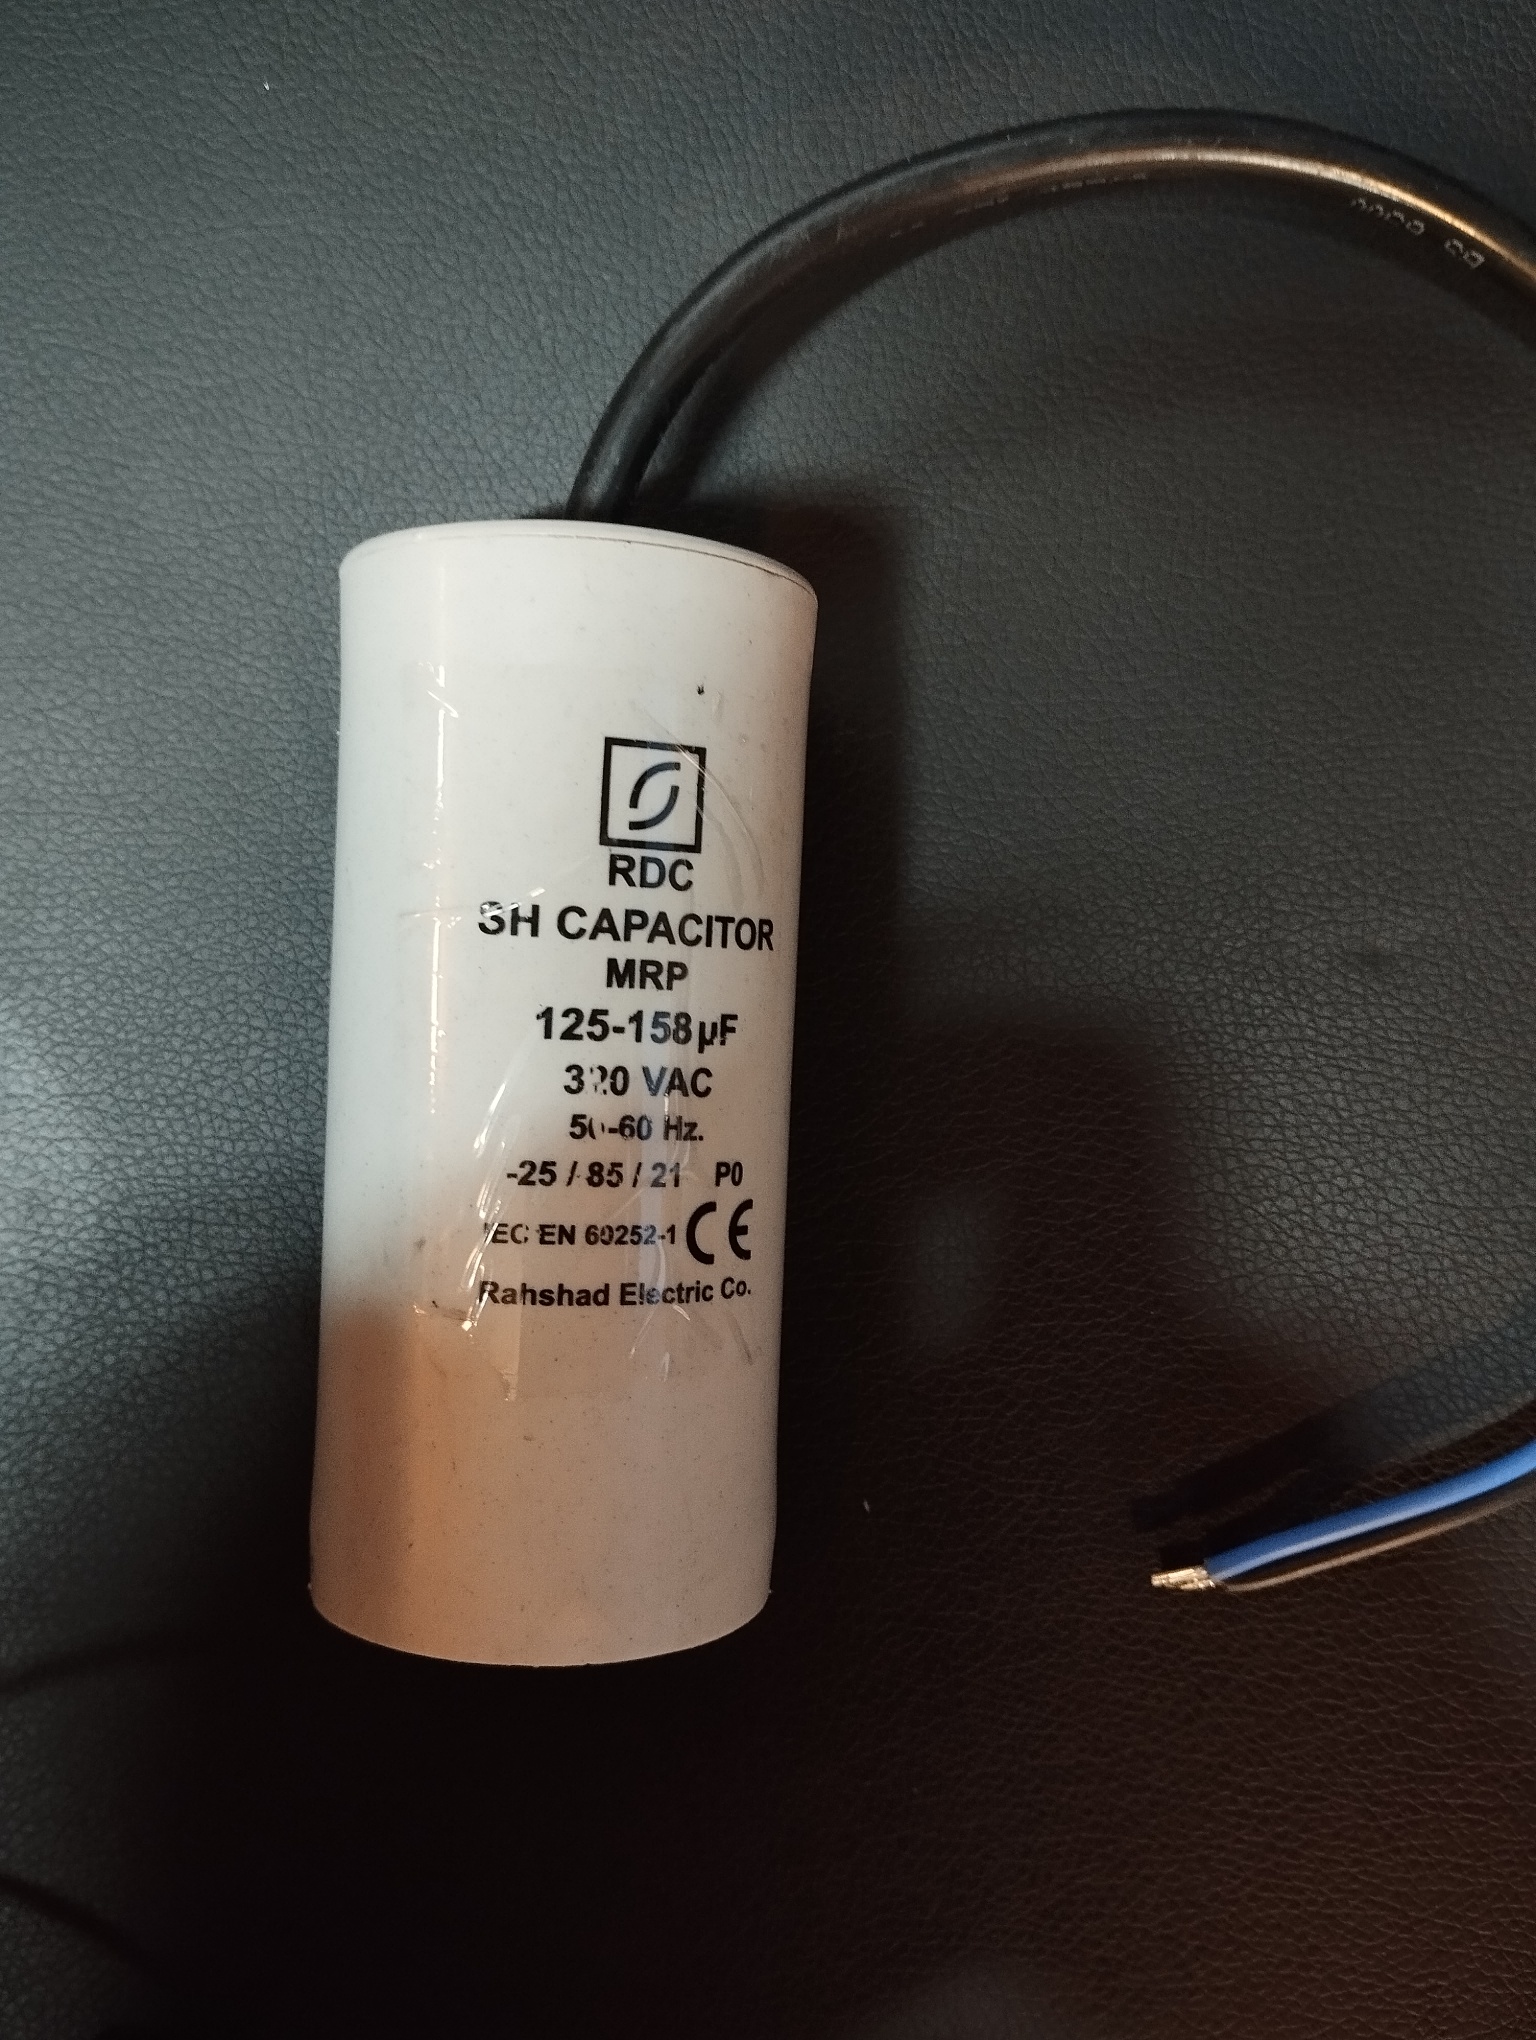 RDC
SH CAPACITOR
MRP
125-158µF
320 VAC
50-60 Hz.
-25 / 85 / 21 P0
IEC EN 60252-1 CE
Rahshad Electric Co.